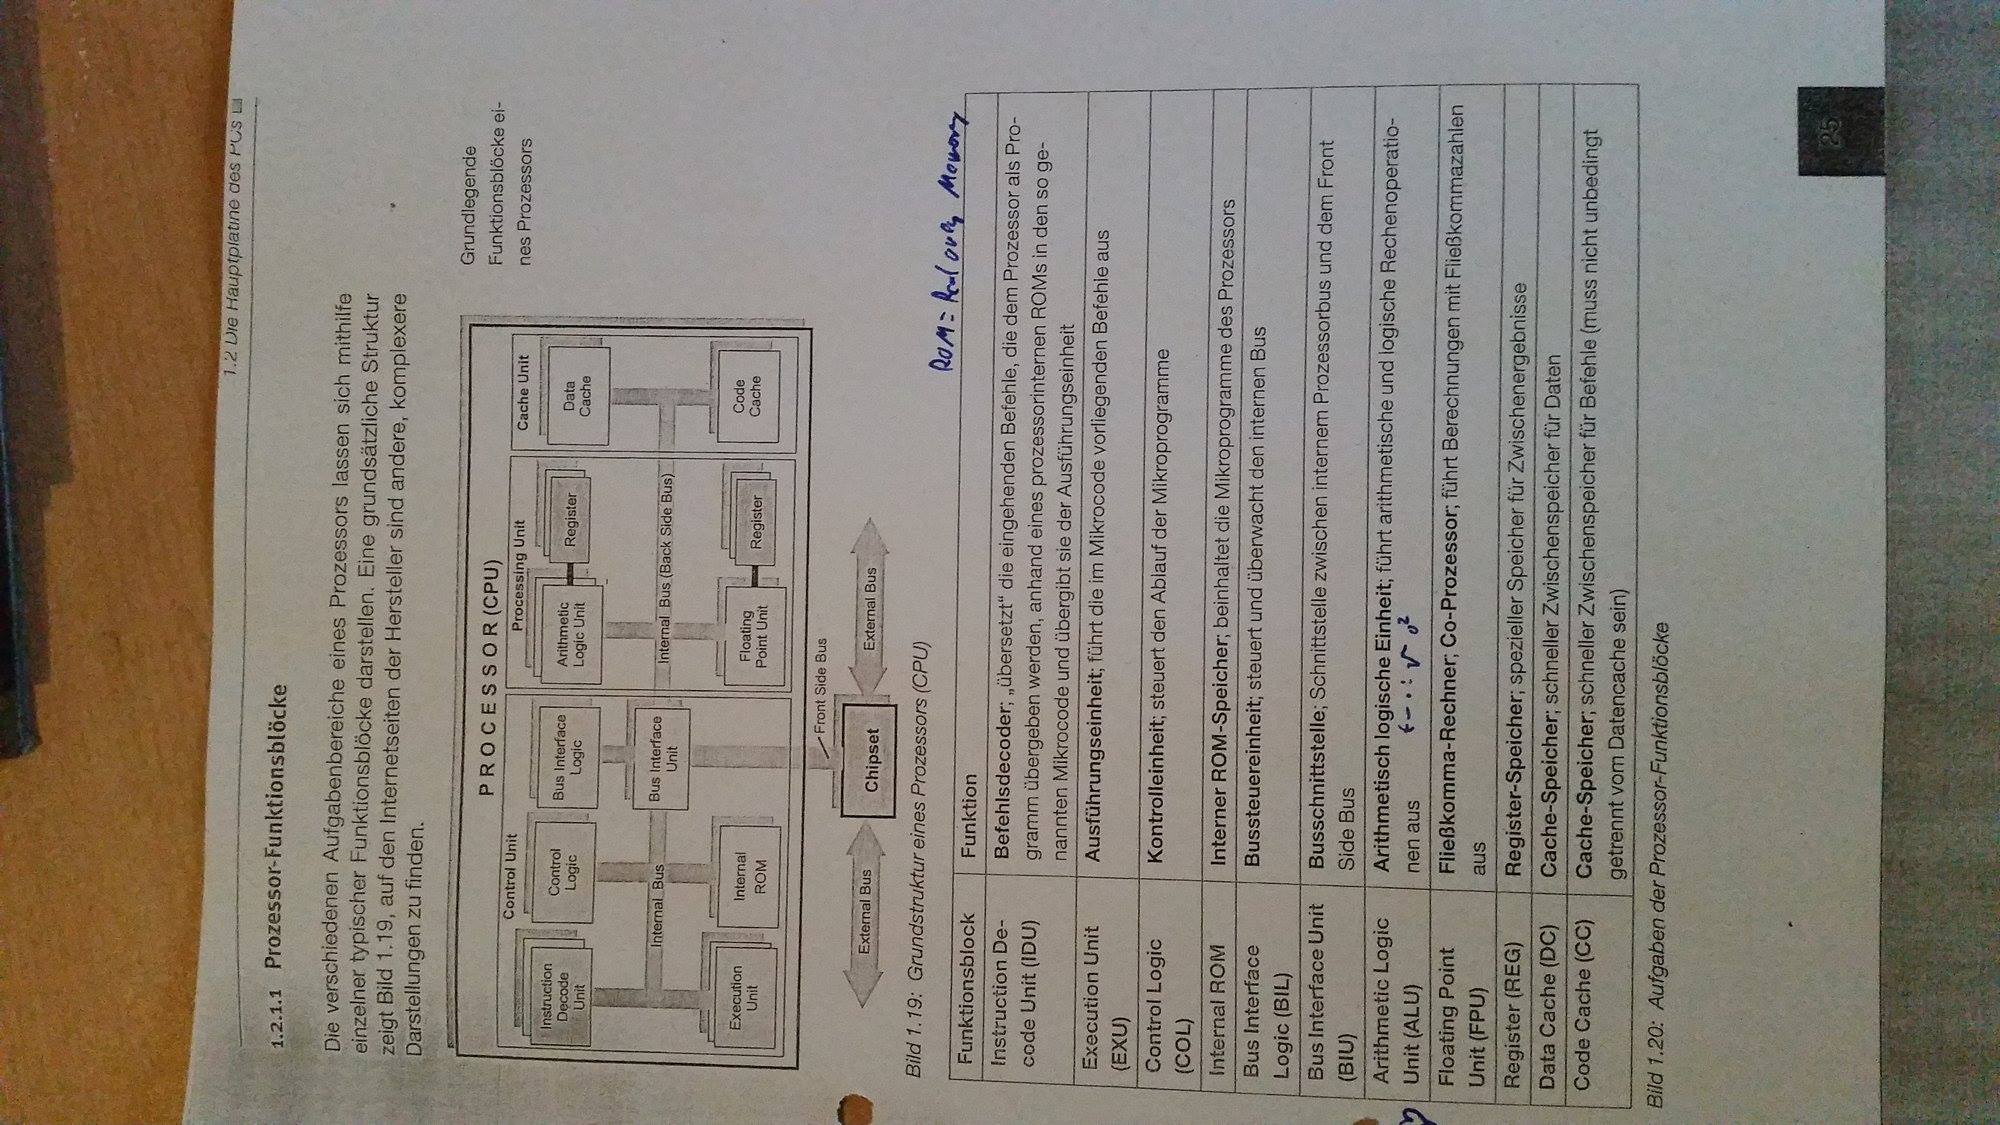 1.2 Die Hauptplatine des PCs
1.2.1.1 Prozessor-Funktionsblöcke
Die verschiedenen Aufgabenbereiche eines Prozessors lassen sich mithilfe
einzelner typischer Funktionsblöcke darstellen. Eine grundsätzliche Struktur
zeigt Bild 1.19, auf den Internetseiten der Hersteller sind andere, komplexere
Darstellungen zu finden.
Grundlegende
Funktionsblöcke ei-
nes Prozessors
PROCESSOR (CPU)
Control Unit
Processing Unit
Cache Unit
Instruction
Decode
Unit
Control
Logic
Bus Interface
Logic
Arithmetic
Logic Unit
Register
Data
Cache
Internal Bus
Bus Interface
Unit
Internal Bus (Back Side Bus)
Execution
Unit
Internal
ROM
Floating
Point Unit
Register
Code
Cache
Front Side Bus
External Bus
Chipset
External Bus
Bild 1.19: Grundstruktur eines Prozessors (CPU)
ROM = Read only Memory
Funktionsblock
Funktion
Instruction De-
code Unit (IDU)
Befehlsdecoder; „übersetzt“ die eingehenden Befehle, die dem Prozessor als Pro-
gramm übergeben werden, anhand eines prozessorinternen ROMs in den so ge-
nannten Mikrocode und übergibt sie der Ausführungseinheit
Execution Unit
(EXU)
Ausführungseinheit; führt die im Mikrocode vorliegenden Befehle aus
Control Logic
(COL)
Kontrolleinheit; steuert den Ablauf der Mikroprogramme
Internal ROM
Interner ROM-Speicher; beinhaltet die Mikroprogramme des Prozessors
Bus Interface
Logic (BIL)
Bussteuereinheit; steuert und überwacht den internen Bus
Bus Interface Unit
(BIU)
Busschnittstelle; Schnittstelle zwischen internem Prozessorbus und dem Front
Side Bus
Arithmetic Logic
Unit (ALU)
Arithmetisch logische Einheit; führt arithmetische und logische Rechenoperatio-
nen aus + - · : √ o²
Floating Point
Unit (FPU)
Fließkomma-Rechner; Co-Prozessor; führt Berechnungen mit Fließkommazahlen
aus
Register (REG)
Register-Speicher; spezieller Speicher für Zwischenergebnisse
Data Cache (DC)
Cache-Speicher; schneller Zwischenspeicher für Daten
Code Cache (CC)
Cache-Speicher; schneller Zwischenspeicher für Befehle (muss nicht unbedingt
getrennt vom Datencache sein)
Bild 1.20: Aufgaben der Prozessor-Funktionsblöcke
25